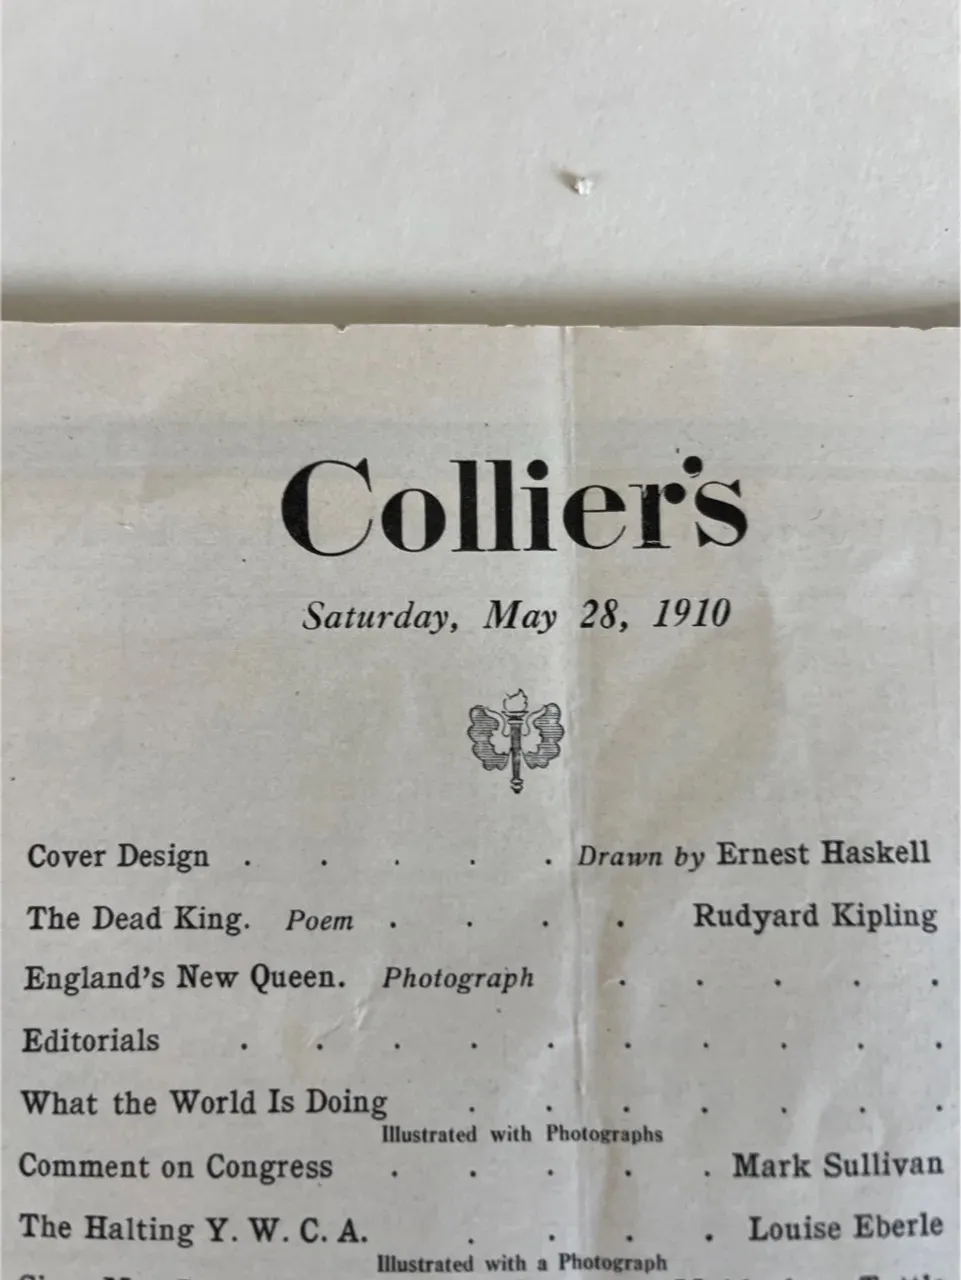 Collier's
Saturday, May 28, 1910
Cover Design . . . . . Drawn by Ernest Haskell
The Dead King. Poem . . . . Rudyard Kipling
England's New Queen. Photograph . . . . .
Editorials . . . . . . . . . .
What the World Is Doing . . . . . . .
Illustrated with Photographs
Comment on Congress . . . . . Mark Sullivan
The Halting Y. W. C. A. . . . . Louise Eberle
Illustrated with a Photograph